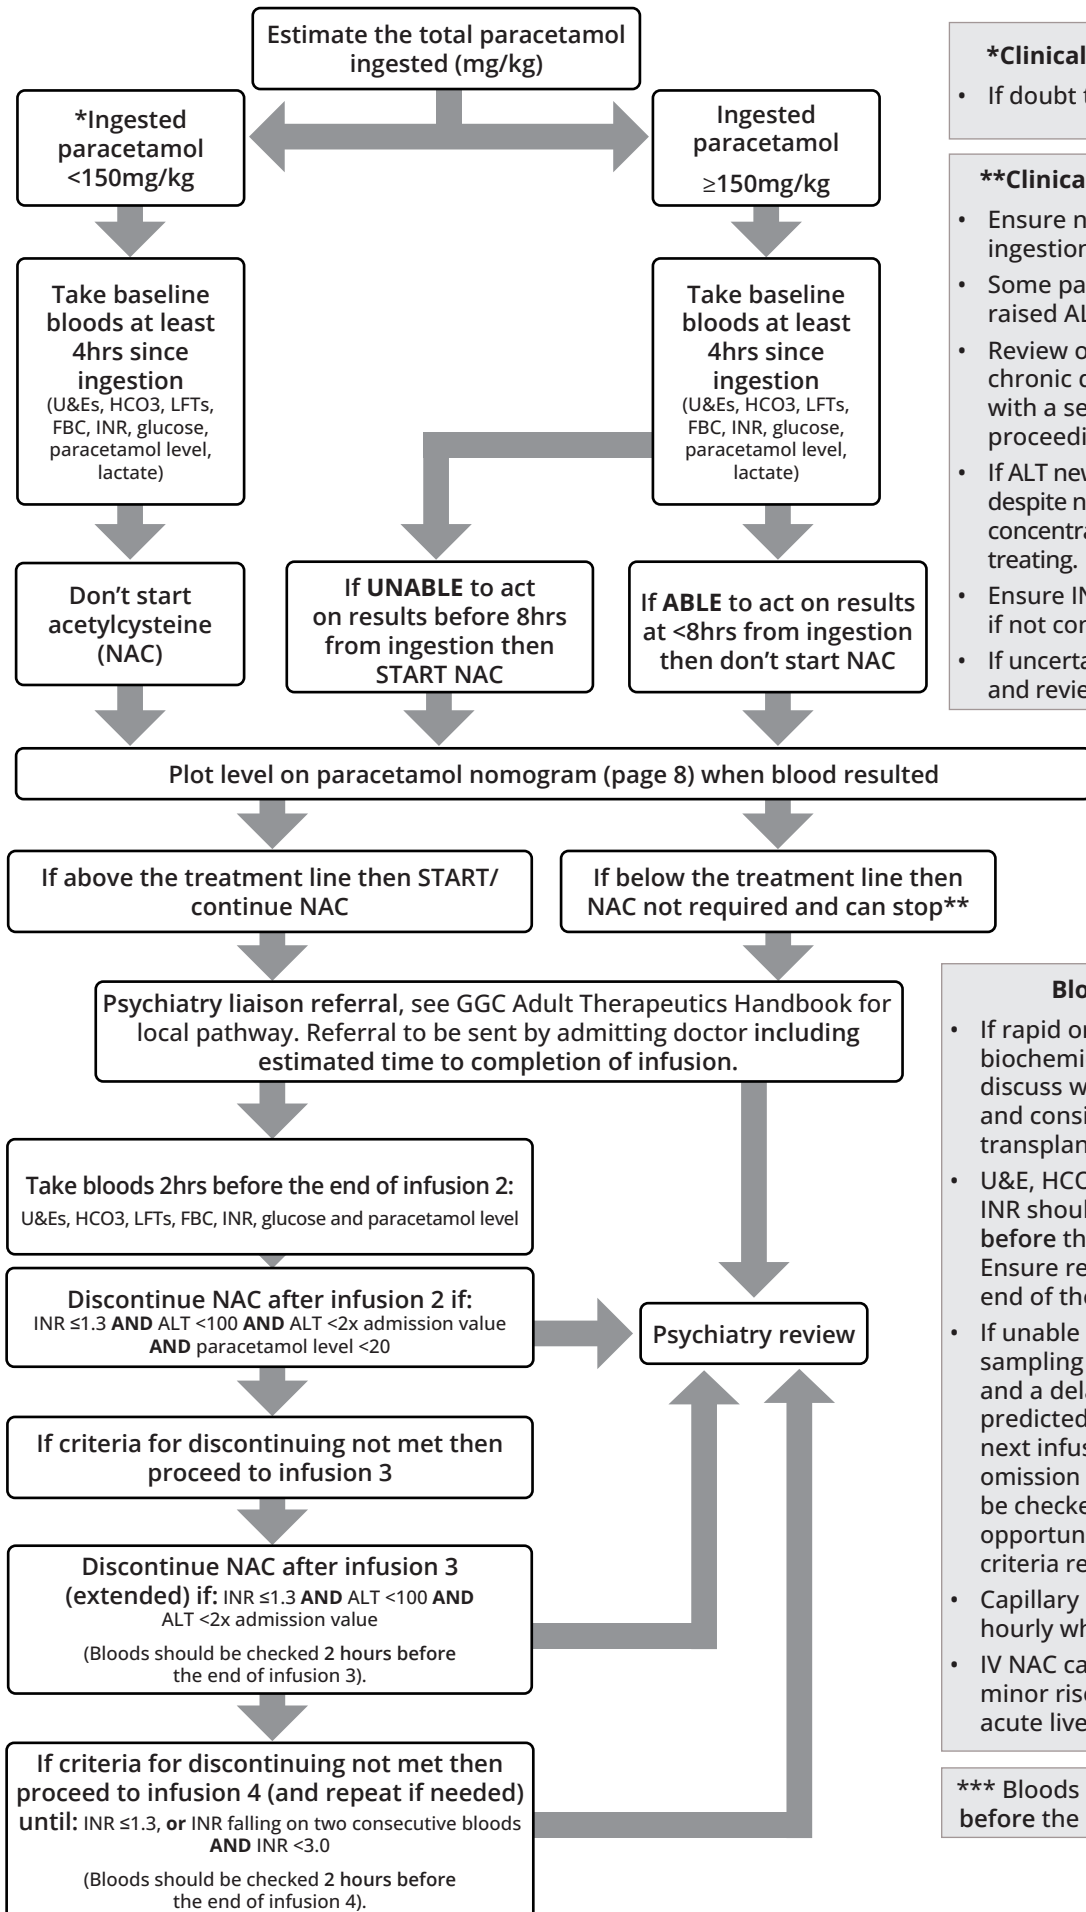 Estimate the total paracetamol
ingested (mg/kg)
*Ingested
paracetamol
<150mg/kg
Ingested
paracetamol
≥150mg/kg
Take baseline
bloods at least
4hrs since
ingestion
(U&Es, HCO3, LFTs,
FBC, INR, glucose,
paracetamol level,
lactate)
Take baseline
bloods at least
4hrs since
ingestion
(U&Es, HCO3, LFTs,
FBC, INR, glucose,
paracetamol level,
lactate)
Don’t start
acetylcysteine
(NAC)
If UNABLE to act
on results before 8hrs
from ingestion then
START NAC
If ABLE to act on results
at <8hrs from ingestion
then don’t start NAC
Plot level on paracetamol nomogram (page 8) when blood resulted
If above the treatment line then START/
continue NAC
If below the treatment line then
NAC not required and can stop**
Psychiatry liaison referral, see GGC Adult Therapeutics Handbook for
local pathway. Referral to be sent by admitting doctor including
estimated time to completion of infusion.
Take bloods 2hrs before the end of infusion 2:
U&Es, HCO3, LFTs, FBC, INR, glucose and paracetamol level
Discontinue NAC after infusion 2 if:
INR ≤1.3 AND ALT <100 AND ALT <2x admission value
AND paracetamol level <20
Psychiatry review
If criteria for discontinuing not met then
proceed to infusion 3
Discontinue NAC after infusion 3
(extended) if: INR ≤1.3 AND ALT <100 AND
ALT <2x admission value
(Bloods should be checked 2 hours before
the end of infusion 3).
If criteria for discontinuing not met then
proceed to infusion 4 (and repeat if needed)
until: INR ≤1.3, or INR falling on two consecutive bloods
AND INR <3.0
(Bloods should be checked 2 hours before
the end of infusion 4).
*Clinical
• If doubt
**Clinica
• Ensure n
ingestion
• Some pa
raised AL
• Review o
chronic
with a se
proceedi
• If ALT new
despite n
concentra
treating.
• Ensure IN
if not cor
• If uncerta
and revie
Blo
• If rapid or
biochemi
discuss w
and consi
transplan
• U&E, HCO
INR shoul
before th
Ensure re
end of the
• If unable
sampling
and a dela
predicted
next infus
omission
be checke
opportun
criteria re
• Capillary
hourly wh
• IV NAC ca
minor rise
acute live
*** Bloods
before the